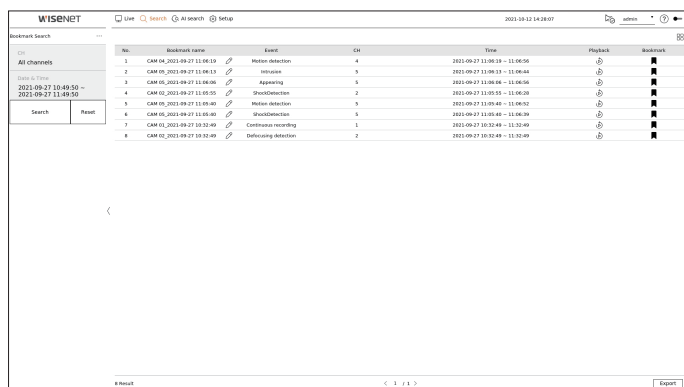 WISENET
Live Search AI search Setup 2021-10-12 14:28:07 admin
Bookmark Search ...
CH
All channels
Date & Time
2021-09-27 10:49:50 ~
2021-09-27 11:49:50
Search Reset
No. Bookmark name Event CH Time Playback Bookmark
1 CAM 04_2021-09-27 11:06:19 Motion detection 4 2021-09-27 11:06:19 ~ 11:06:56
2 CAM 05_2021-09-27 11:06:13 Intrusion 5 2021-09-27 11:06:13 ~ 11:06:44
3 CAM 05_2021-09-27 11:06:06 Appearing 5 2021-09-27 11:06:06 ~ 11:06:56
4 CAM 02_2021-09-27 11:05:55 ShockDetection 2 2021-09-27 11:05:55 ~ 11:06:28
5 CAM 05_2021-09-27 11:05:40 Motion detection 5 2021-09-27 11:05:40 ~ 11:06:52
6 CAM 05_2021-09-27 11:05:40 ShockDetection 5 2021-09-27 11:05:40 ~ 11:06:39
7 CAM 01_2021-09-27 10:32:49 Continuous recording 1 2021-09-27 10:32:49 ~ 11:32:49
8 CAM 02_2021-09-27 10:32:49 Defocusing detection 2 2021-09-27 10:32:49 ~ 11:32:49
8 Result < 1 / 1 > Export